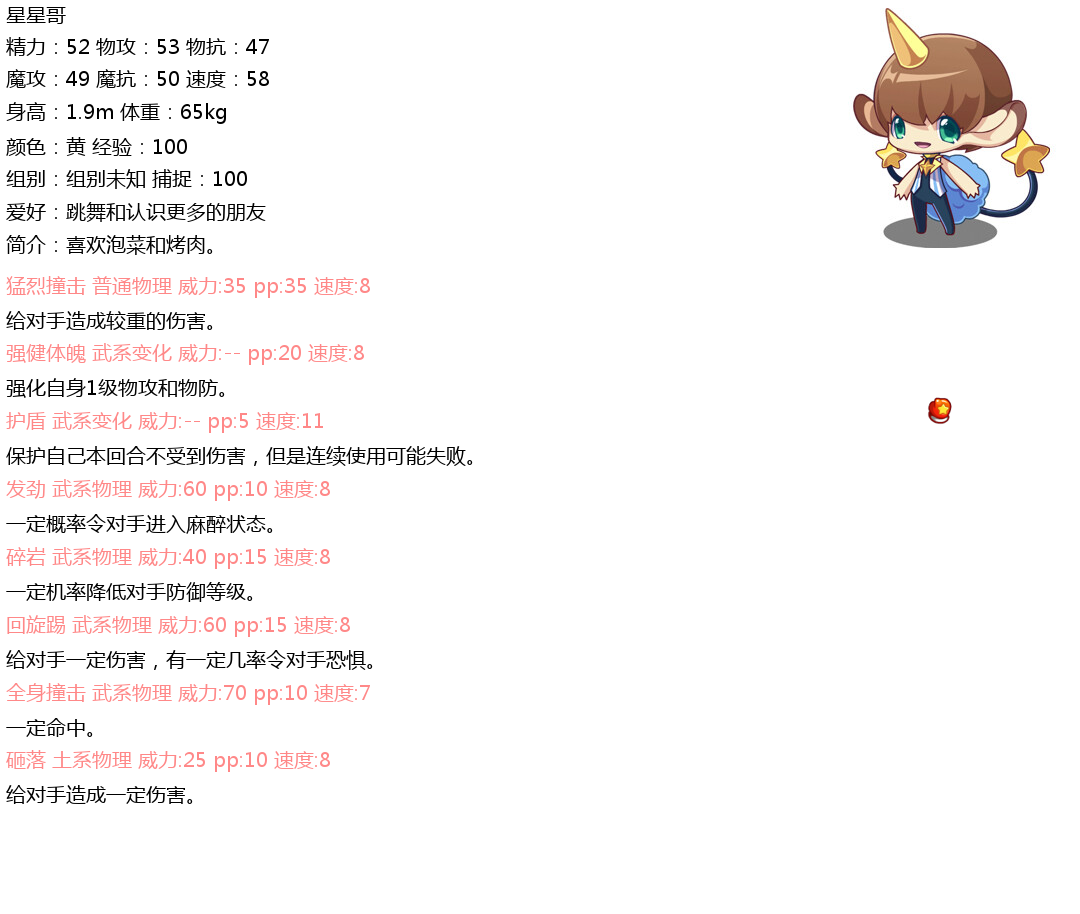 星星哥
精力：52 物攻：53 物抗：47
魔攻：49 魔抗：50 速度：58
身高：1.9m 体重：65kg
颜色：黄 经验：100
组别：组别未知 捕捉：100
爱好：跳舞和认识更多的朋友
简介：喜欢泡菜和烤肉。
猛烈撞击 普通物理 威力:35 pp:35 速度:8
给对手造成较重的伤害。
强健体魄 武系变化 威力:-- pp:20 速度:8
强化自身1级物攻和物防。
护盾 武系变化 威力:-- pp:5 速度:11
保护自己本回合不受到伤害，但是连续使用可能失败。
发劲 武系物理 威力:60 pp:10 速度:8
一定概率令对手进入麻醉状态。
碎岩 武系物理 威力:40 pp:15 速度:8
一定机率降低对手防御等级。
回旋踢 武系物理 威力:60 pp:15 速度:8
给对手一定伤害，有一定几率令对手恐惧。
全身撞击 武系物理 威力:70 pp:10 速度:7
一定命中。
砸落 土系物理 威力:25 pp:10 速度:8
给对手造成一定伤害。